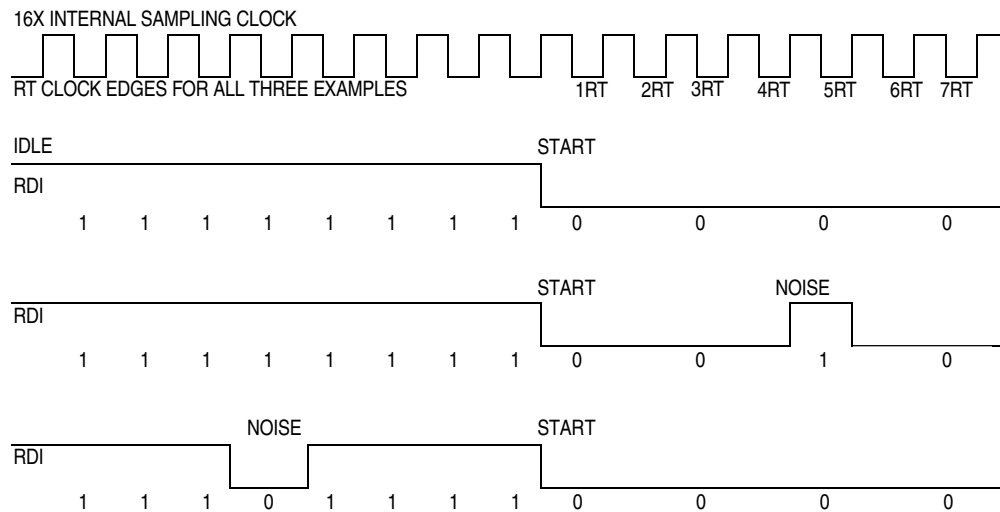 16X INTERNAL SAMPLING CLOCK
RT CLOCK EDGES FOR ALL THREE EXAMPLES 1RT 2RT 3RT 4RT 5RT 6RT 7RT
IDLE START
RDI
1 1 1 1 1 1 1 1 0 0 0 0
START NOISE
RDI
1 1 1 1 1 1 1 1 0 0 1 0
NOISE START
RDI
1 1 1 0 1 1 1 1 0 0 0 0